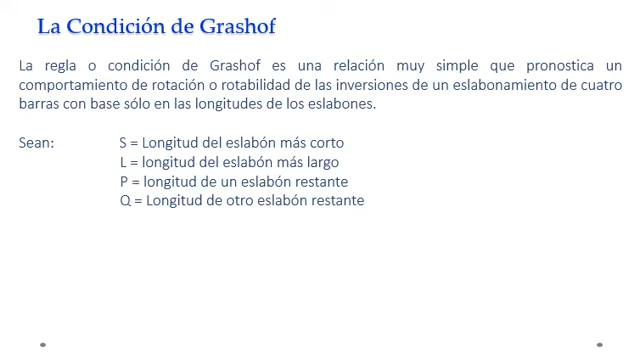 La Condición de Grashof
La regla o condición de Grashof es una relación muy simple que pronostica un
comportamiento de rotación o rotabilidad de las inversiones de un eslabonamiento de cuatro
barras con base sólo en las longitudes de los eslabones.
Sean: S = Longitud del eslabón más corto
L = longitud del eslabón más largo
P = longitud de un eslabón restante
Q = Longitud de otro eslabón restante